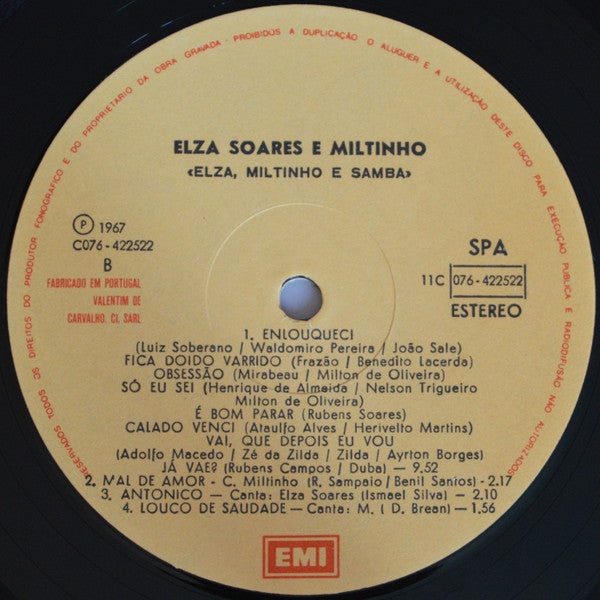 RESERVADOS TODOS OS DIREITOS DO PRODUTOR FONOGRÁFICO E DO PROPRIETÁRIO DA OBRA GRAVADA · PROIBIDOS A DUPLICAÇÃO O ALUGUER E A UTILIZAÇÃO DESTE DISCO PARA EXECUÇÃO PÚBLICA E RADIODIFUSÃO NÃO AUTORIZADOS
ELZA SOARES E MILTINHO
«ELZA, MILTINHO E SAMBA»
Ⓟ 1967
C076-422522
B
FABRICADO EM PORTUGAL
VALENTIM DE
CARVALHO, CI, SARL
SPA
11C 076-422522
ESTEREO
1. ENLOUQUECI
(Luiz Soberano / Waldomiro Pereira / João Sale)
FICA DOIDO VARRIDO (Frazão / Benedito Lacerda)
OBSESSÃO (Mirabeau / Milton de Oliveira)
SÓ EU SEI (Henrique de Almeida / Nelson Trigueiro
Milton de Oliveira)
É BOM PARAR (Rubens Soares)
CALADO VENCI (Ataulfo Alves / Herivelto Martins)
VAI, QUE DEPOIS EU VOU
(Adolfo Macedo / Zé da Zilda / Zilda / Ayrton Borges)
JÁ VAE? (Rubens Campos / Duba) — 9.52
2. MAL DE AMOR - C. Miltinho (R. Sampaio / Benil Santos) - 2.17
3. ANTONICO — Canta: Elza Soares (Ismael Silva) — 2.10
4. LOUCO DE SAUDADE — Canta: M. (D. Brean) — 1.56
EMI